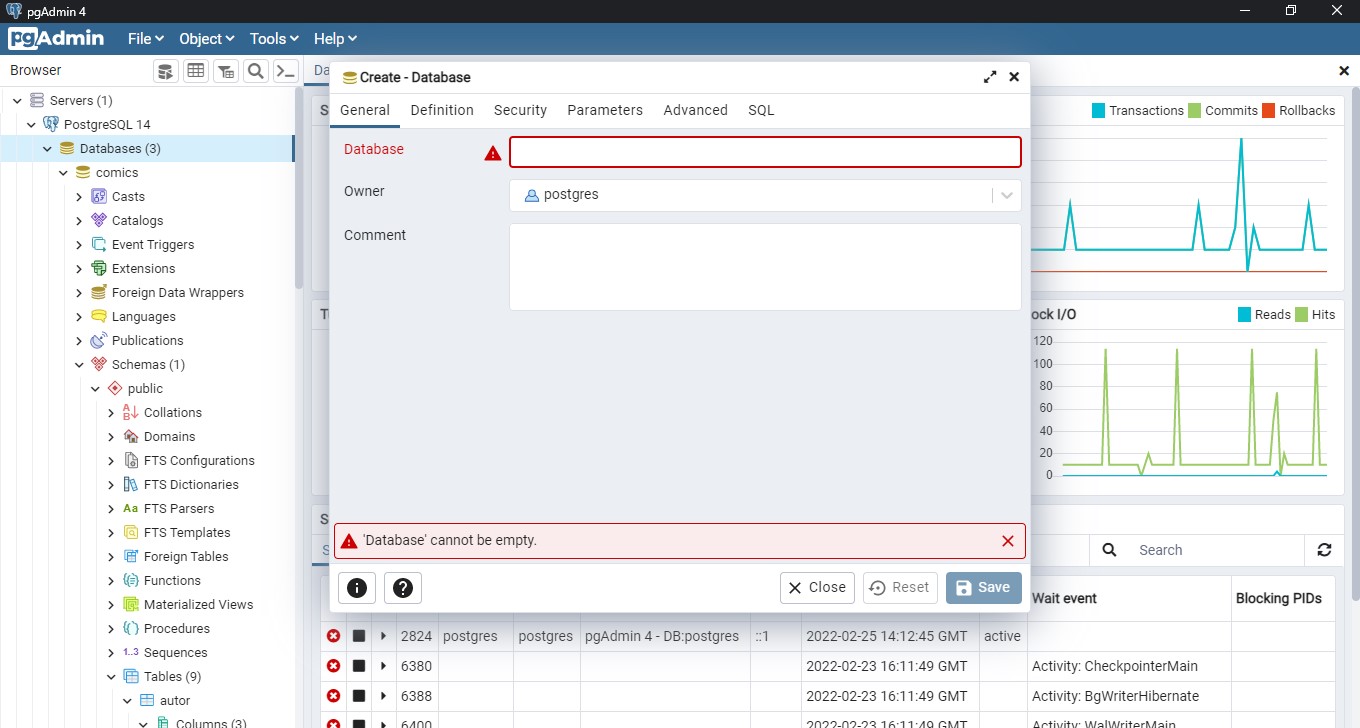 pgAdmin 4
pgAdmin File Object Tools Help
Browser
Servers (1)
PostgreSQL 14
Databases (3)
comics
Casts
Catalogs
Event Triggers
Extensions
Foreign Data Wrappers
Languages
Publications
Schemas (1)
public
Collations
Domains
FTS Configurations
FTS Dictionaries
Aa FTS Parsers
FTS Templates
Foreign Tables
Functions
Materialized Views
Procedures
1..3 Sequences
Tables (9)
autor
Columns (3)
Da
Create - Database
General Definition Security Parameters Advanced SQL
Database
Owner postgres
Comment
'Database' cannot be empty.
Close Reset Save
Transactions Commits Rollbacks
ock I/O Reads Hits
120
100
80
60
40
20
0
Search
Wait event Blocking PIDs
2824 postgres postgres pgAdmin 4 - DB:postgres ::1 2022-02-25 14:12:45 GMT active
6380 2022-02-23 16:11:49 GMT Activity: CheckpointerMain
6388 2022-02-23 16:11:49 GMT Activity: BgWriterHibernate
6400 2022-02-23 16:11:49 GMT Activity: WalWriterMain